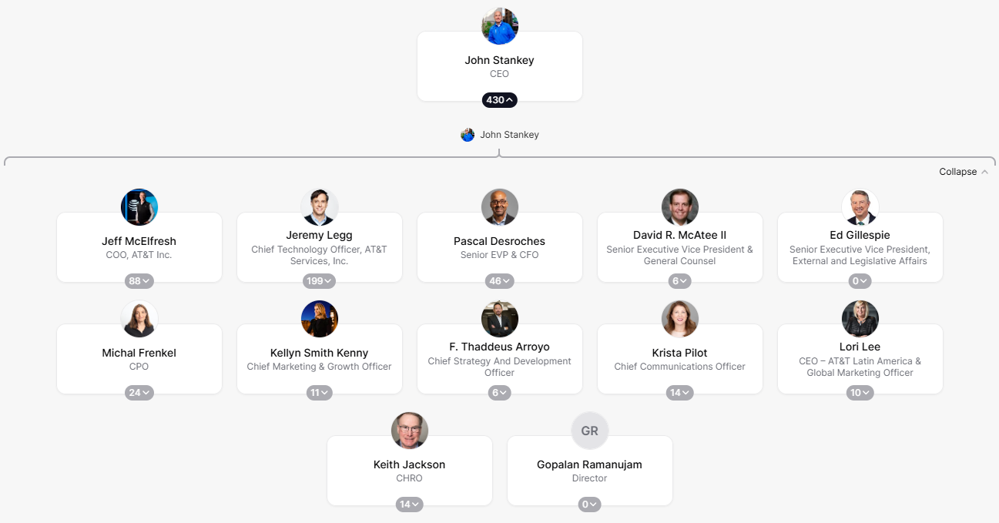 John Stankey
CEO
430
John Stankey
Collapse
Jeff McElfresh
COO, AT&T Inc.
88
Jeremy Legg
Chief Technology Officer, AT&T
Services, Inc.
199
Pascal Desroches
Senior EVP & CFO
46
David R. McAtee II
Senior Executive Vice President &
General Counsel
6
Ed Gillespie
Senior Executive Vice President,
External and Legislative Affairs
0
Michal Frenkel
CPO
24
Kellyn Smith Kenny
Chief Marketing & Growth Officer
11
F. Thaddeus Arroyo
Chief Strategy And Development
Officer
6
Krista Pilot
Chief Communications Officer
14
Lori Lee
CEO – AT&T Latin America &
Global Marketing Officer
10
Keith Jackson
CHRO
14
GR
Gopalan Ramanujam
Director
0